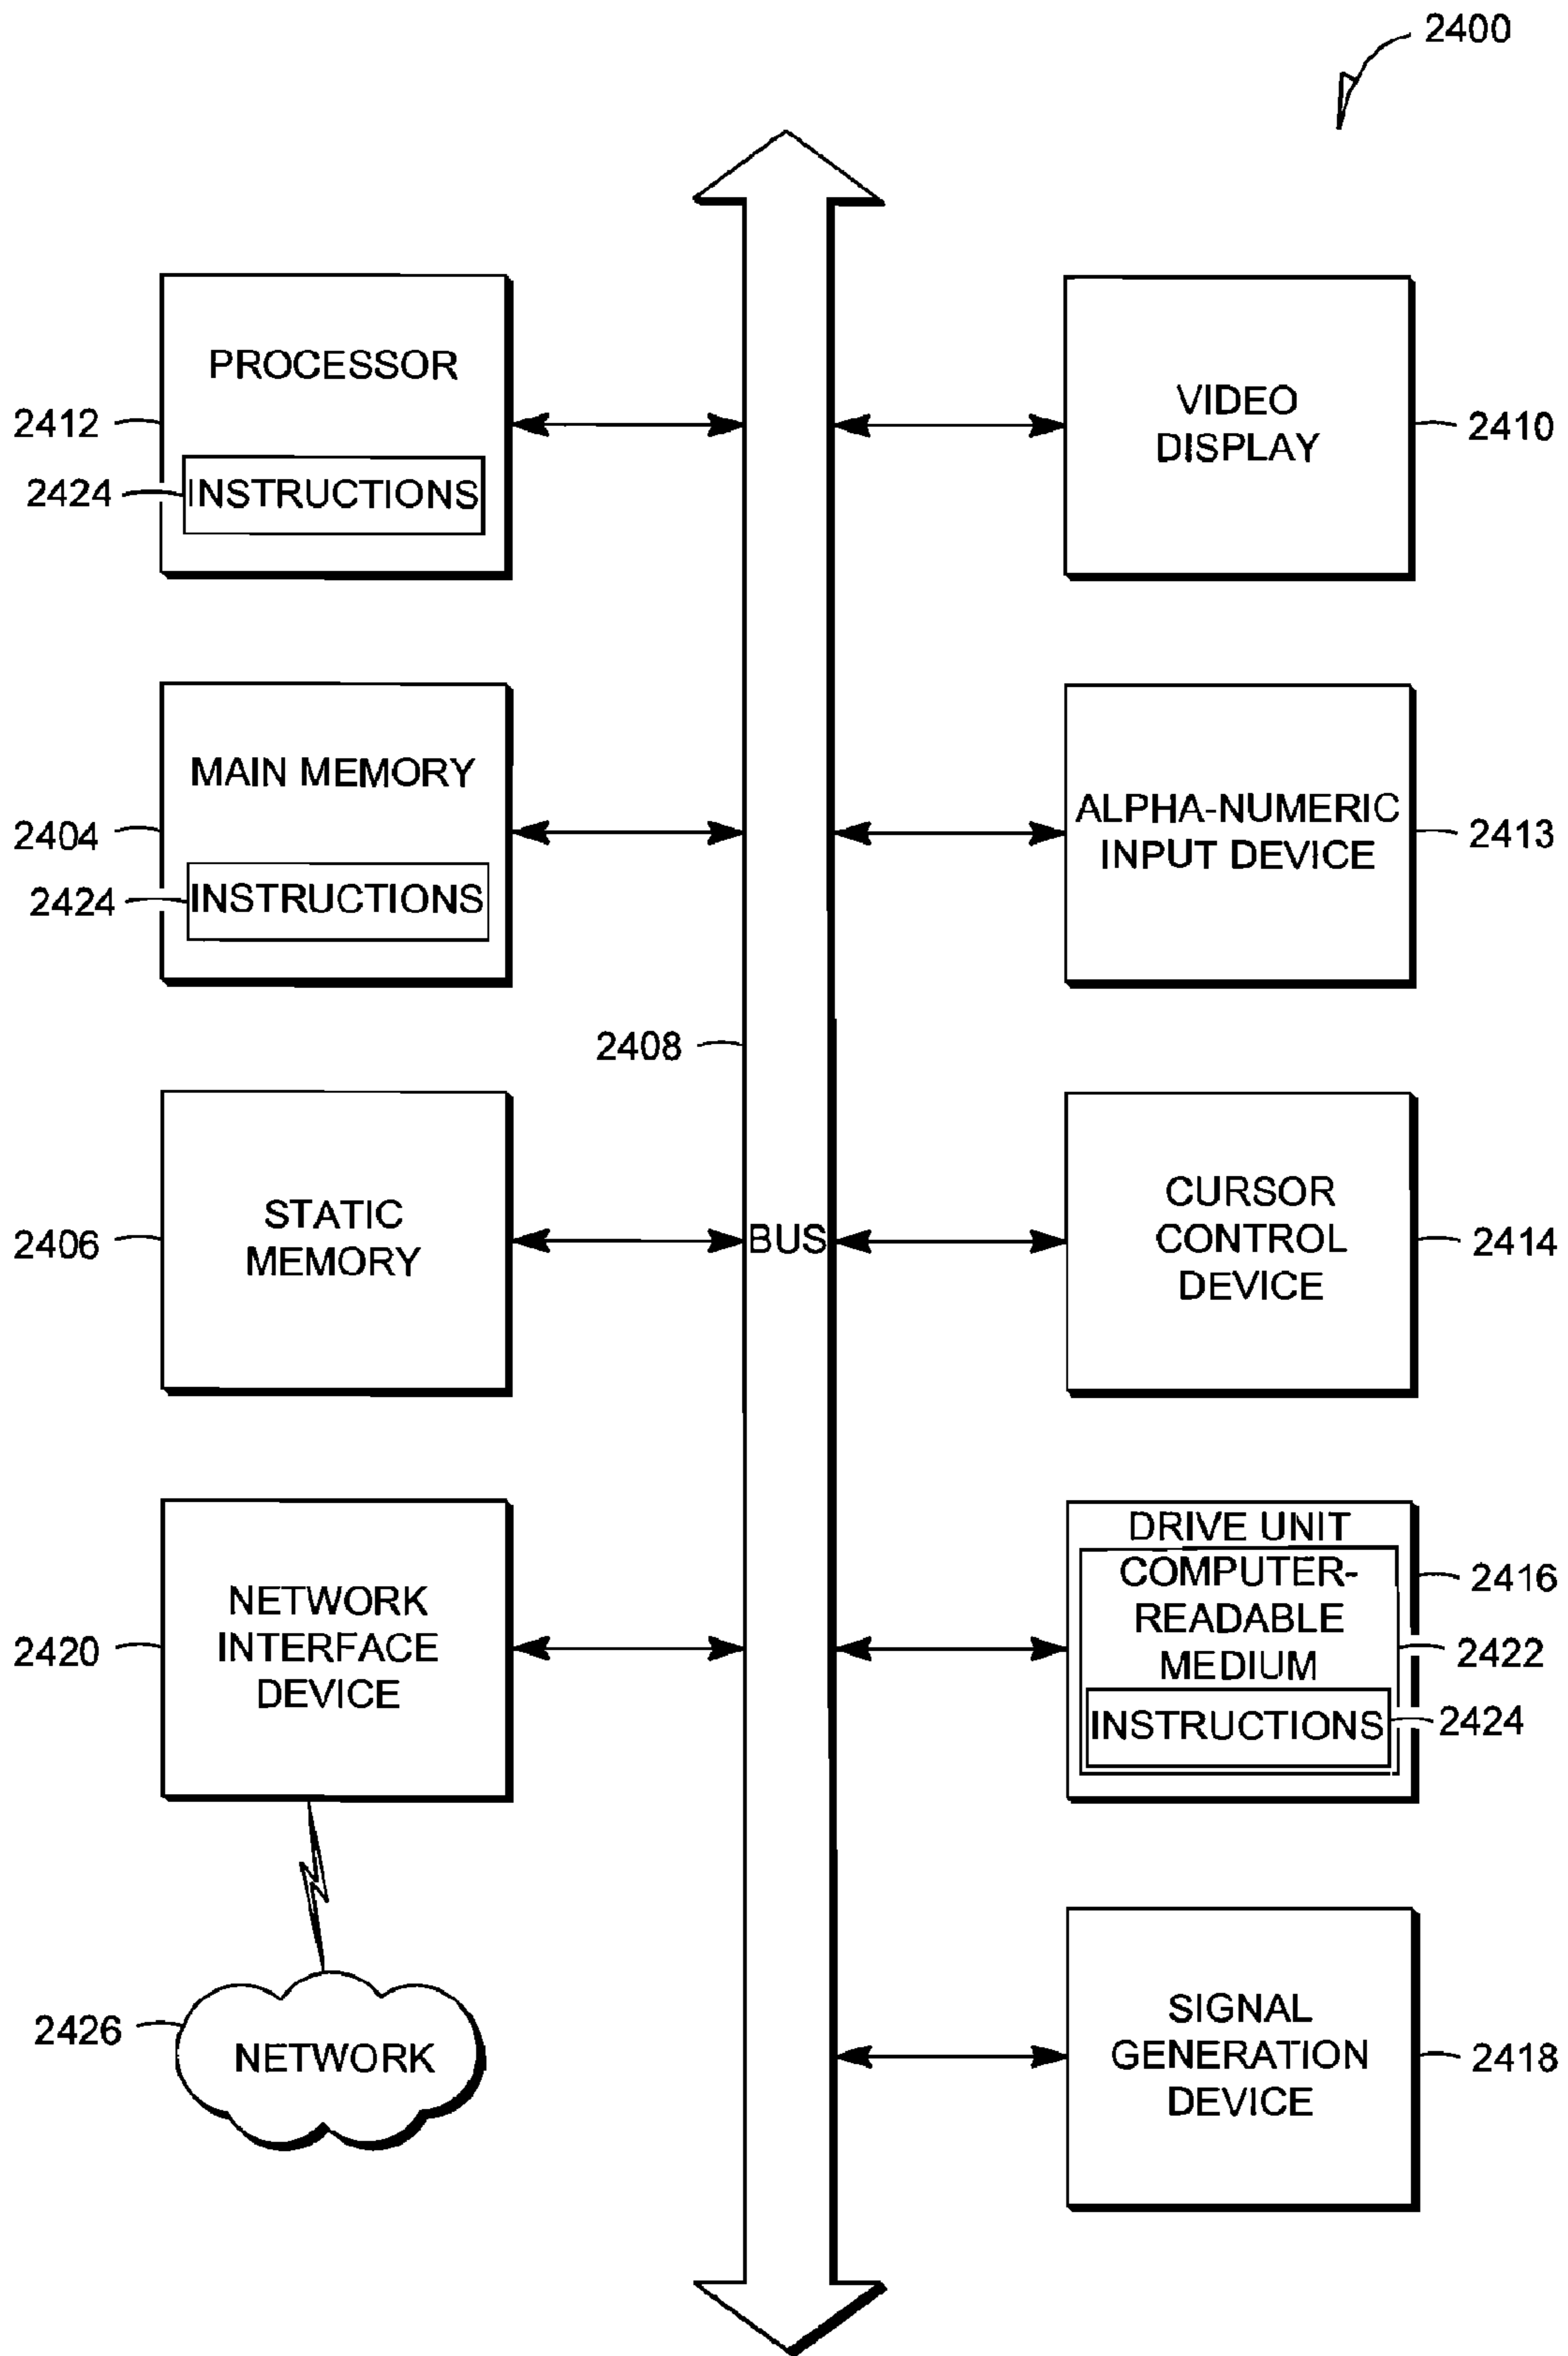 2400
PROCESSOR
2412
2424
INSTRUCTIONS
VIDEO
DISPLAY
2410
MAIN MEMORY
2404
2424
INSTRUCTIONS
ALPHA-NUMERIC
INPUT DEVICE
2413
2408
STATIC
MEMORY
2406
BUS
CURSOR
CONTROL
DEVICE
2414
NETWORK
INTERFACE
DEVICE
2420
DRIVE UNIT
COMPUTER-
READABLE
MEDIUM
2416
2422
INSTRUCTIONS
2424
2426
NETWORK
SIGNAL
GENERATION
DEVICE
2418